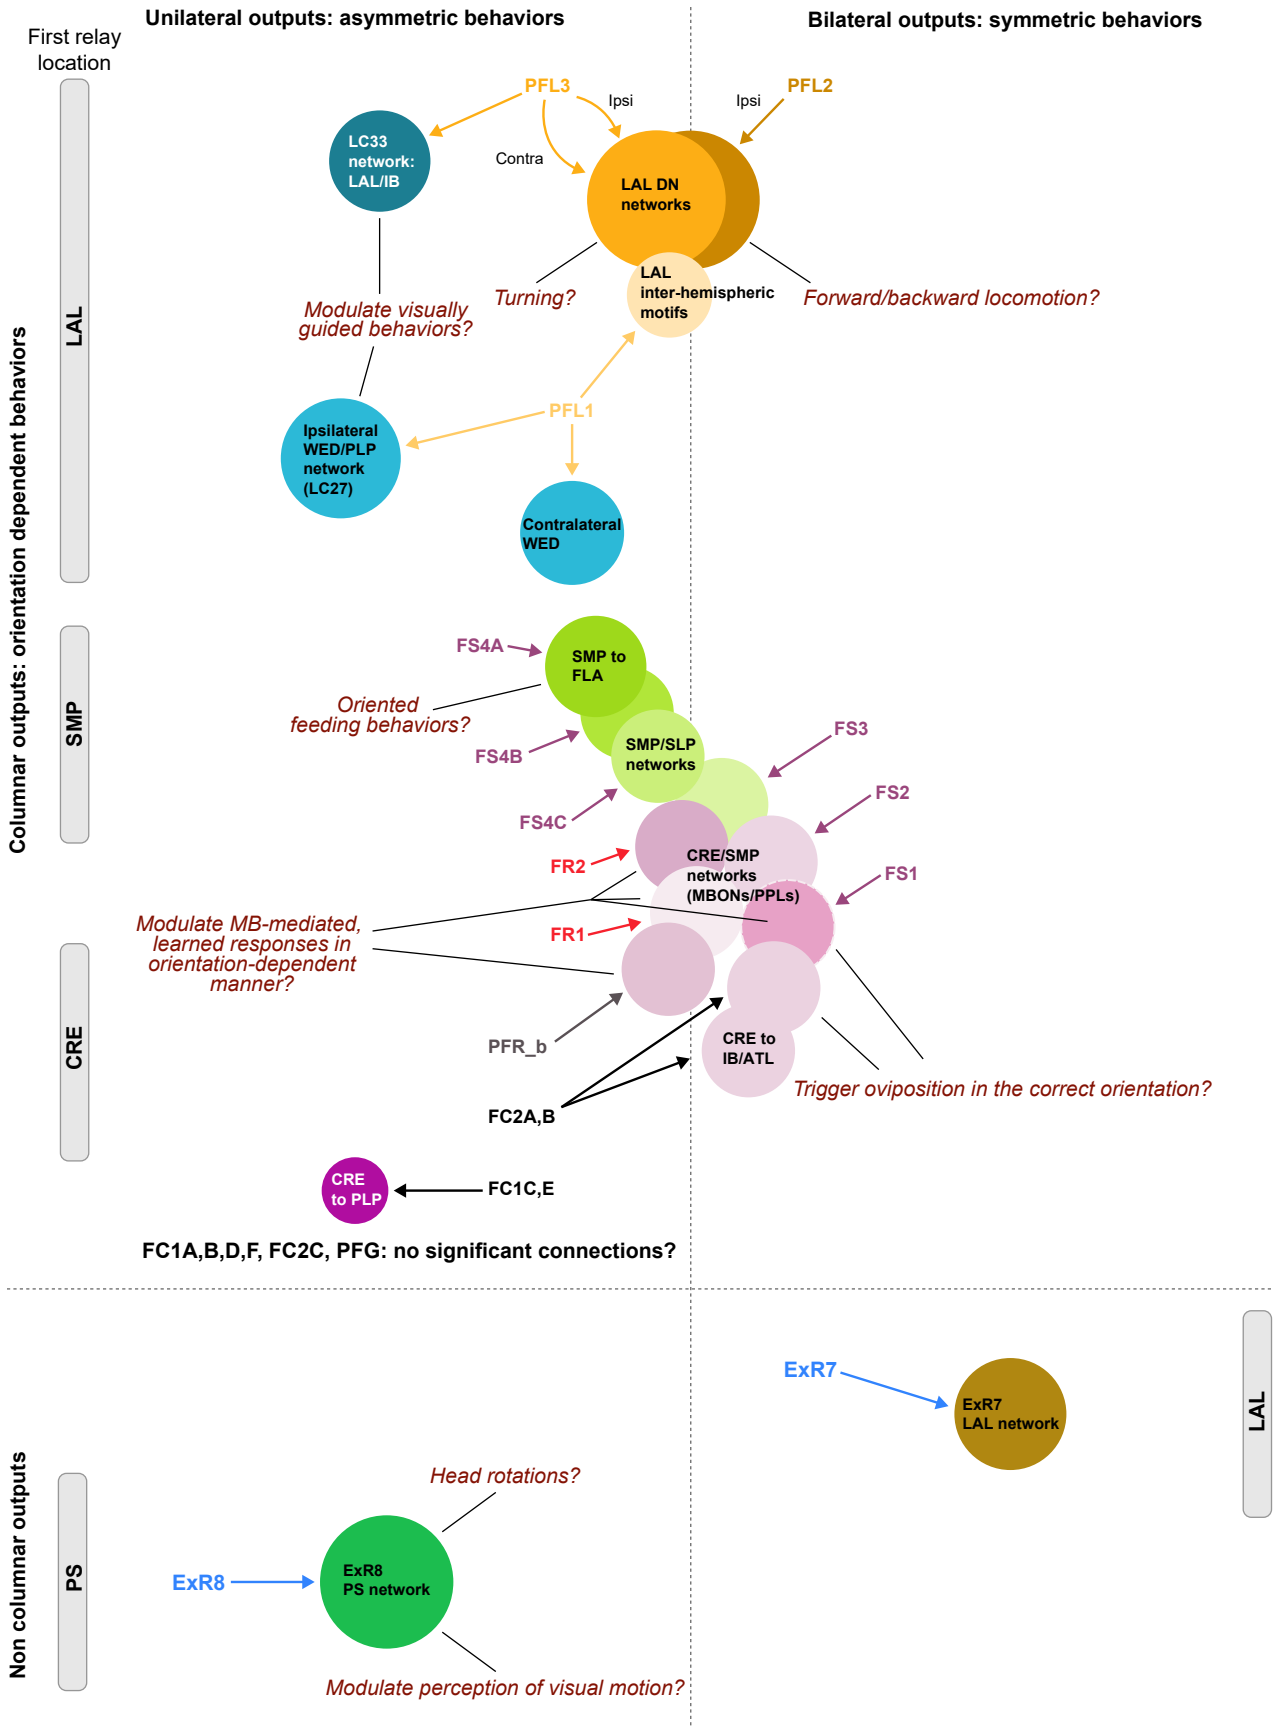 Unilateral outputs: asymmetric behaviors
Bilateral outputs: symmetric behaviors
First relay
location
Columnar outputs: orientation dependent behaviors
LAL
PFL3
Ipsi
Contra
Ipsi
PFL2
LC33
network:
LAL/IB
LAL DN
networks
LAL
inter-hemispheric
motifs
Modulate visually
guided behaviors?
Turning?
Forward/backward locomotion?
PFL1
Ipsilateral
WED/PLP
network
(LC27)
Contralateral
WED
SMP
FS4A
SMP to
FLA
Oriented
feeding behaviors?
FS4B
SMP/SLP
networks
FS3
FS4C
FS2
FR2
CRE/SMP
networks
(MBONs/PPLs)
FS1
CRE
Modulate MB-mediated,
learned responses in
orientation-dependent
manner?
FR1
PFR_b
CRE to
IB/ATL
Trigger oviposition in the correct orientation?
FC2A,B
CRE
to PLP
FC1C,E
FC1A,B,D,F, FC2C, PFG: no significant connections?
Non columnar outputs
LAL
ExR7
ExR7
LAL network
PS
Head rotations?
ExR8
ExR8
PS network
Modulate perception of visual motion?